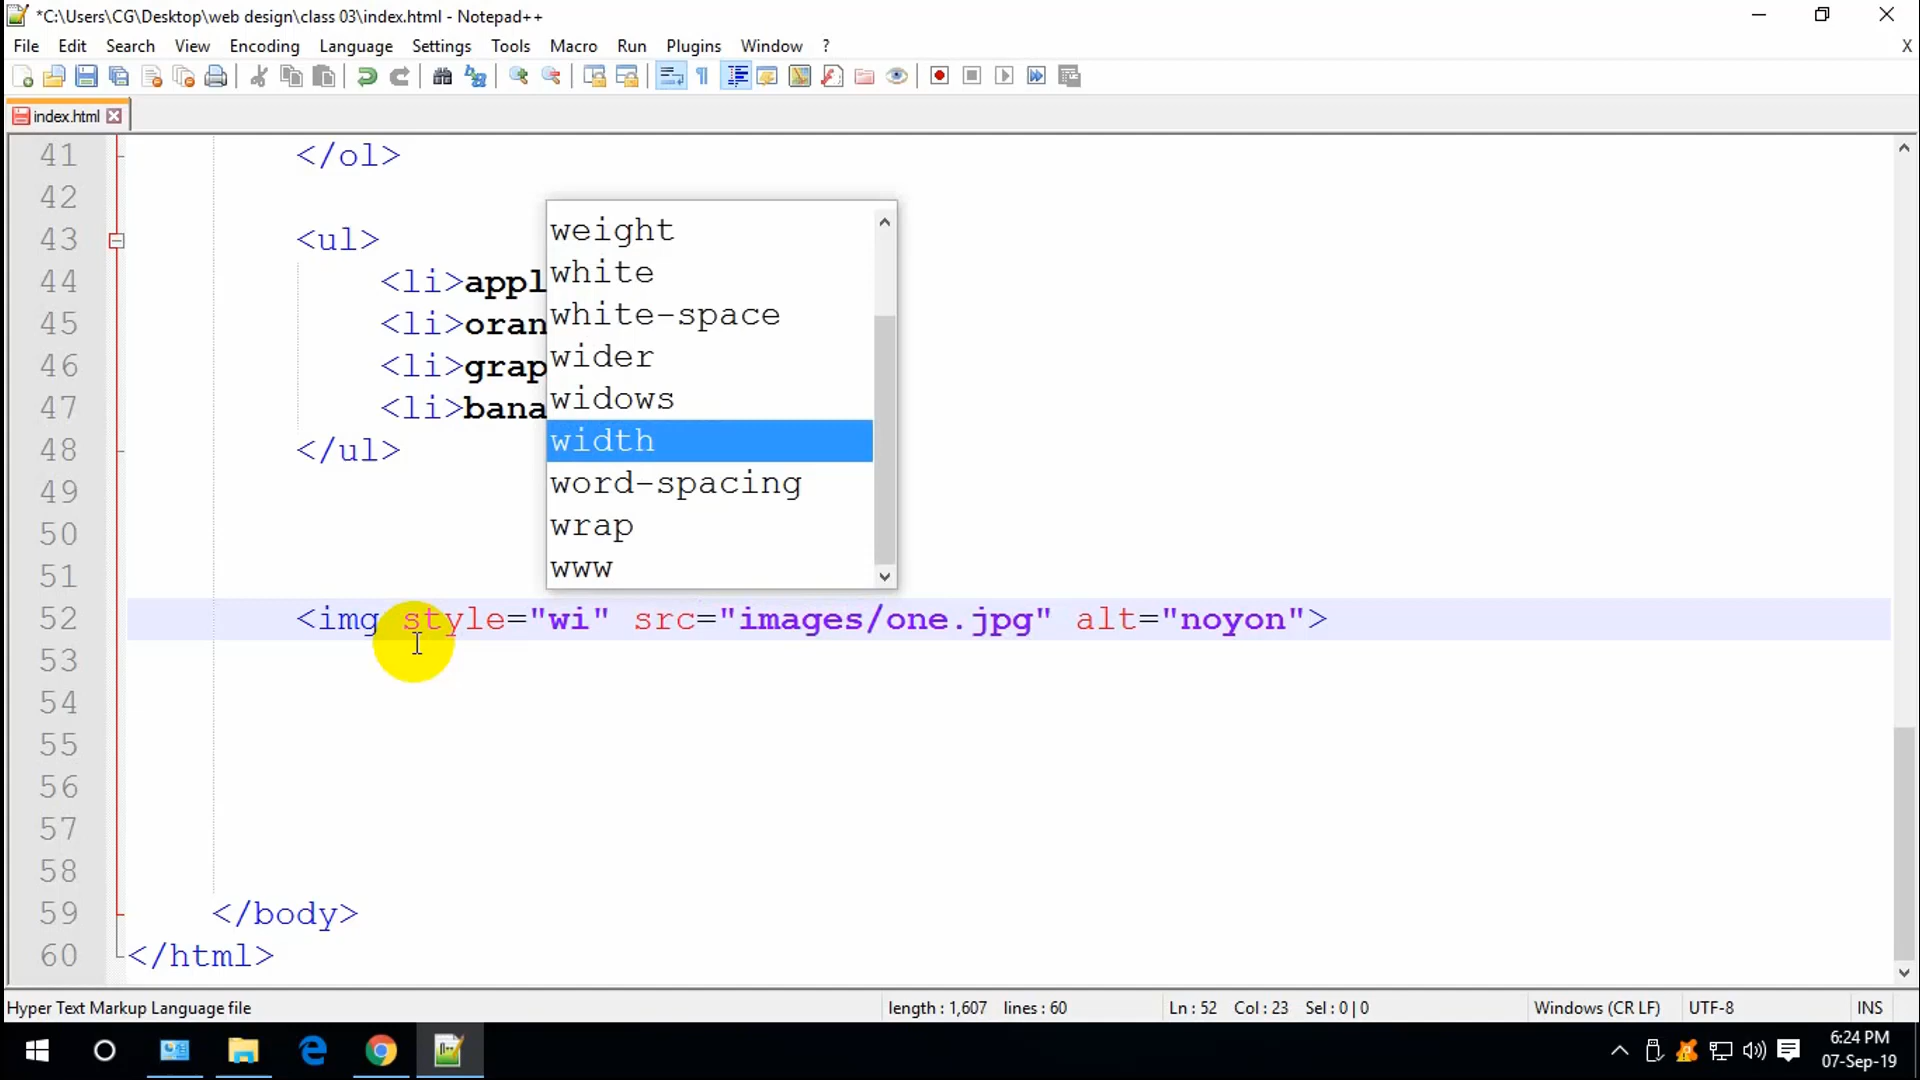 *C:\Users\CG\Desktop\web design\class 03\index.html - Notepad++
File Edit Search View Encoding Language Settings Tools Macro Run Plugins Window ? X
index.html
41 </ol>
42
43 <ul>
44 <li>appl
45 <li>oran
46 <li>grap
47 <li>bana
48 </ul>
49
50
51
weight
white
white-space
wider
widows
width
word-spacing
wrap
www
52 <img style="wi" src="images/one.jpg" alt="noyon">
53
54
55
56
57
58
59 </body>
60 </html>
Hyper Text Markup Language file length : 1,607 lines : 60 Ln : 52 Col : 23 Sel : 0 | 0 Windows (CR LF) UTF-8 INS
6:24 PM
07-Sep-19